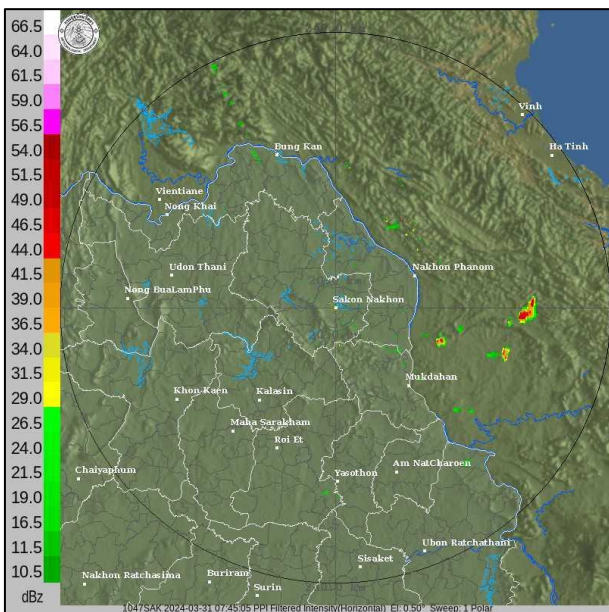 66.5
64.0
61.5
59.0
56.5
54.0
51.5
49.0
46.5
44.0
41.5
39.0
36.5
34.0
31.5
29.0
26.5
24.0
21.5
19.0
16.5
13.5
11.5
10.5
dBz
Vinh
Ha Tinh
Bung Kan
Vientiane
Nong Khai
Udon Thani
Nakhon Phanom
Nong BuaLamPhu
Sakon Nakhon
Mukdahan
Khon Kaen
Kalasin
Maha Sarakham
Roi Et
Chaiyaphum
Yasothon
Am NatCharoen
Ubon Ratchathani
Sisaket
Nakhon Ratchasima
Buriram
Surin
1047SAK 2024-03-31 07:45:05 PPI Filtered Intensity(Horizontal) El: 0.50° Sweep: 1 Polar